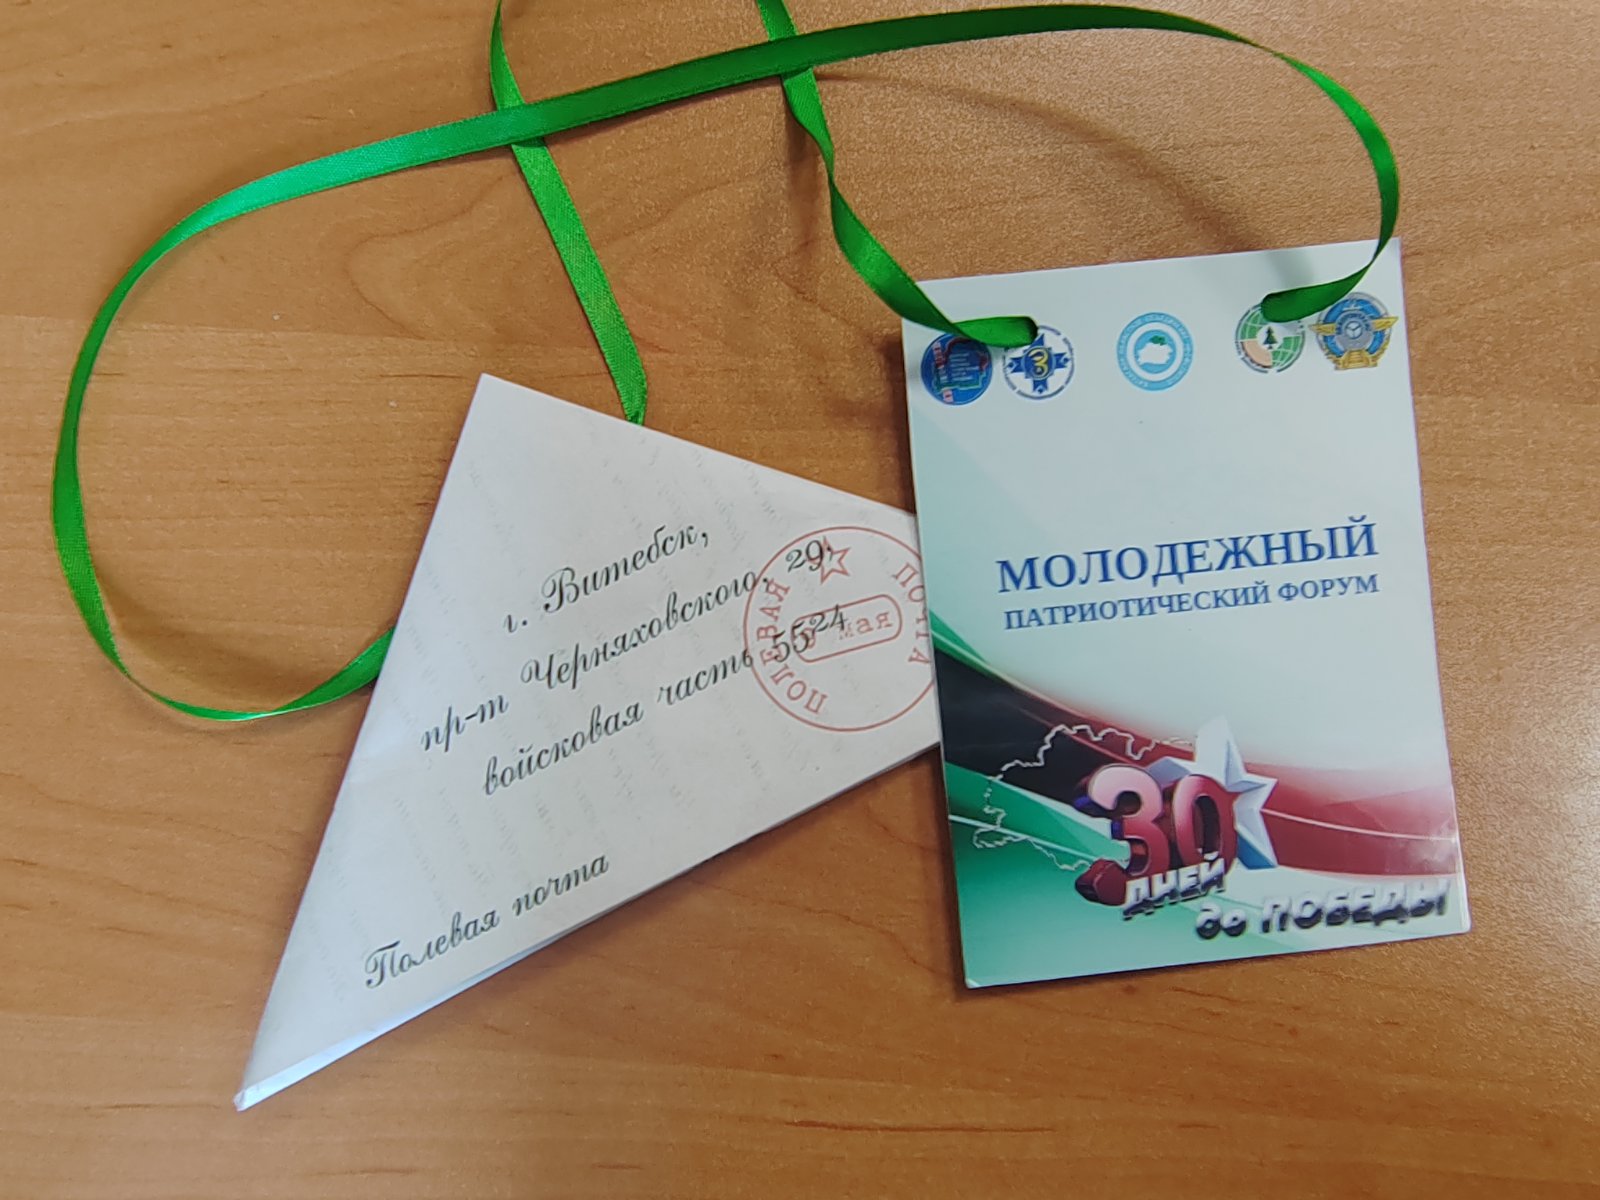 г. Витебск,
пр-т Черняховского, 29,
войсковая часть 5524
Полевая почта
ПОЛЕВАЯ ПОЧТА
9 мая
МОЛОДЕЖНЫЙ
ПАТРИОТИЧЕСКИЙ ФОРУМ
30
ДНЕЙ
до ПОБЕДЫ